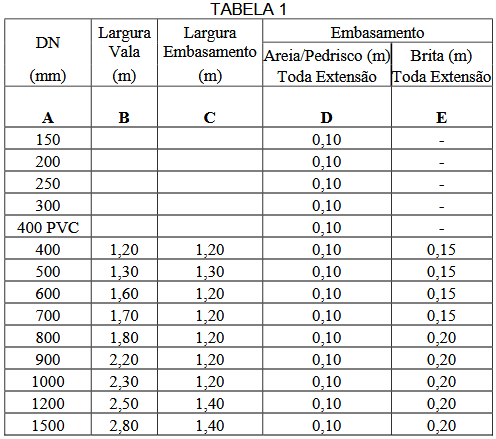 TABELA 1
DN Largura Largura Embasamento
Vala Embasamento Areia/Pedrisco (m) Brita (m)
(mm) (m) (m) Toda Extensão Toda Extensão
A B C D E
150 0,10 -
200 0,10 -
250 0,10 -
300 0,10 -
400 PVC 0,10 -
400 1,20 1,20 0,10 0,15
500 1,30 1,30 0,10 0,15
600 1,60 1,20 0,10 0,15
700 1,70 1,20 0,10 0,15
800 1,80 1,20 0,10 0,20
900 2,20 1,20 0,10 0,20
1000 2,30 1,20 0,10 0,20
1200 2,50 1,40 0,10 0,20
1500 2,80 1,40 0,10 0,20